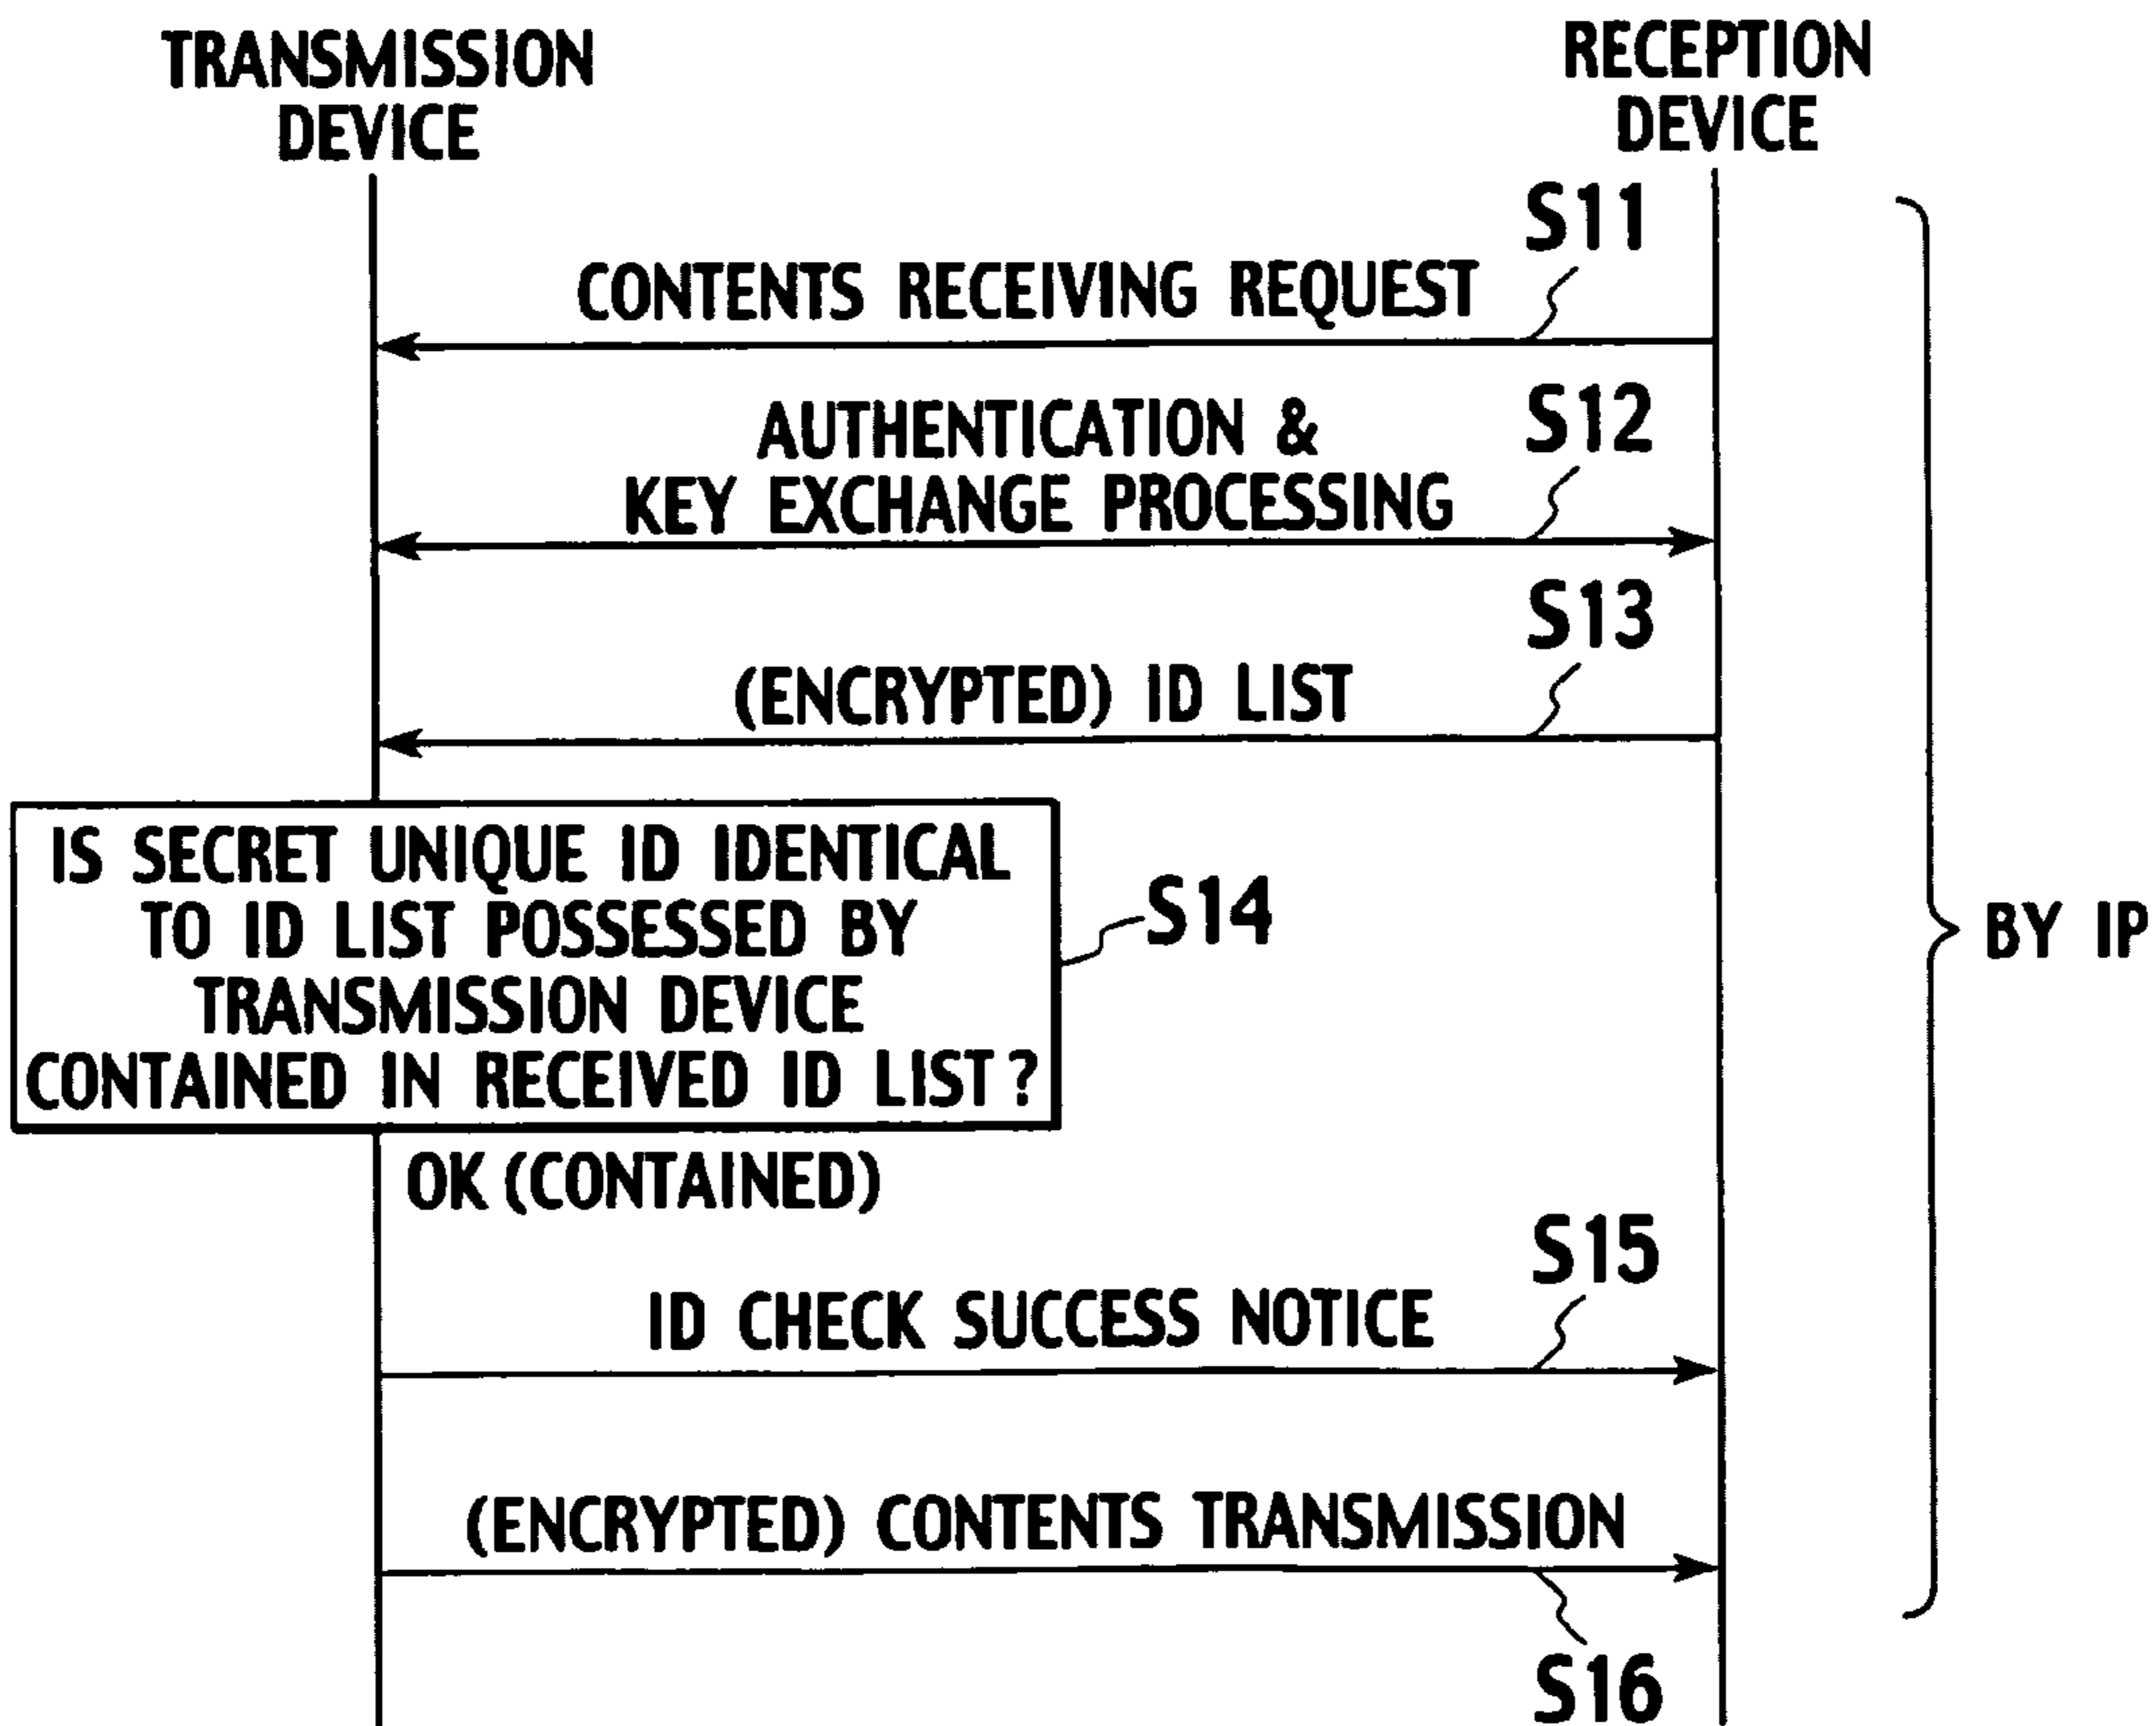 TRANSMISSION
DEVICE
RECEPTION
DEVICE
S11
CONTENTS RECEIVING REQUEST
S12
AUTHENTICATION &
KEY EXCHANGE PROCESSING
S13
(ENCRYPTED) ID LIST
IS SECRET UNIQUE ID IDENTICAL
TO ID LIST POSSESSED BY
TRANSMISSION DEVICE
CONTAINED IN RECEIVED ID LIST?
S14
BY IP
OK (CONTAINED)
S15
ID CHECK SUCCESS NOTICE
(ENCRYPTED) CONTENTS TRANSMISSION
S16